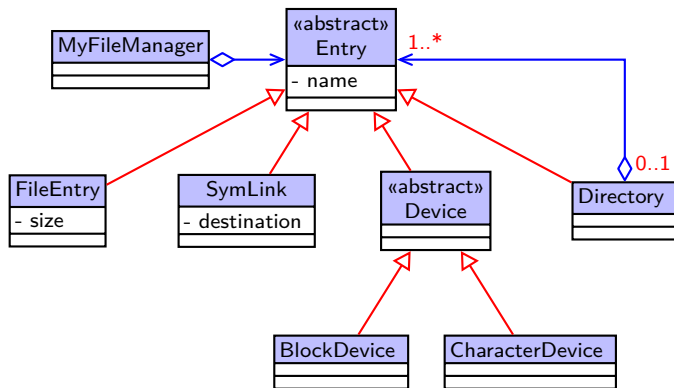 «abstract»
Entry
- name
MyFileManager
1..*
0..1
FileEntry
- size
SymLink
- destination
«abstract»
Device
Directory
BlockDevice
CharacterDevice